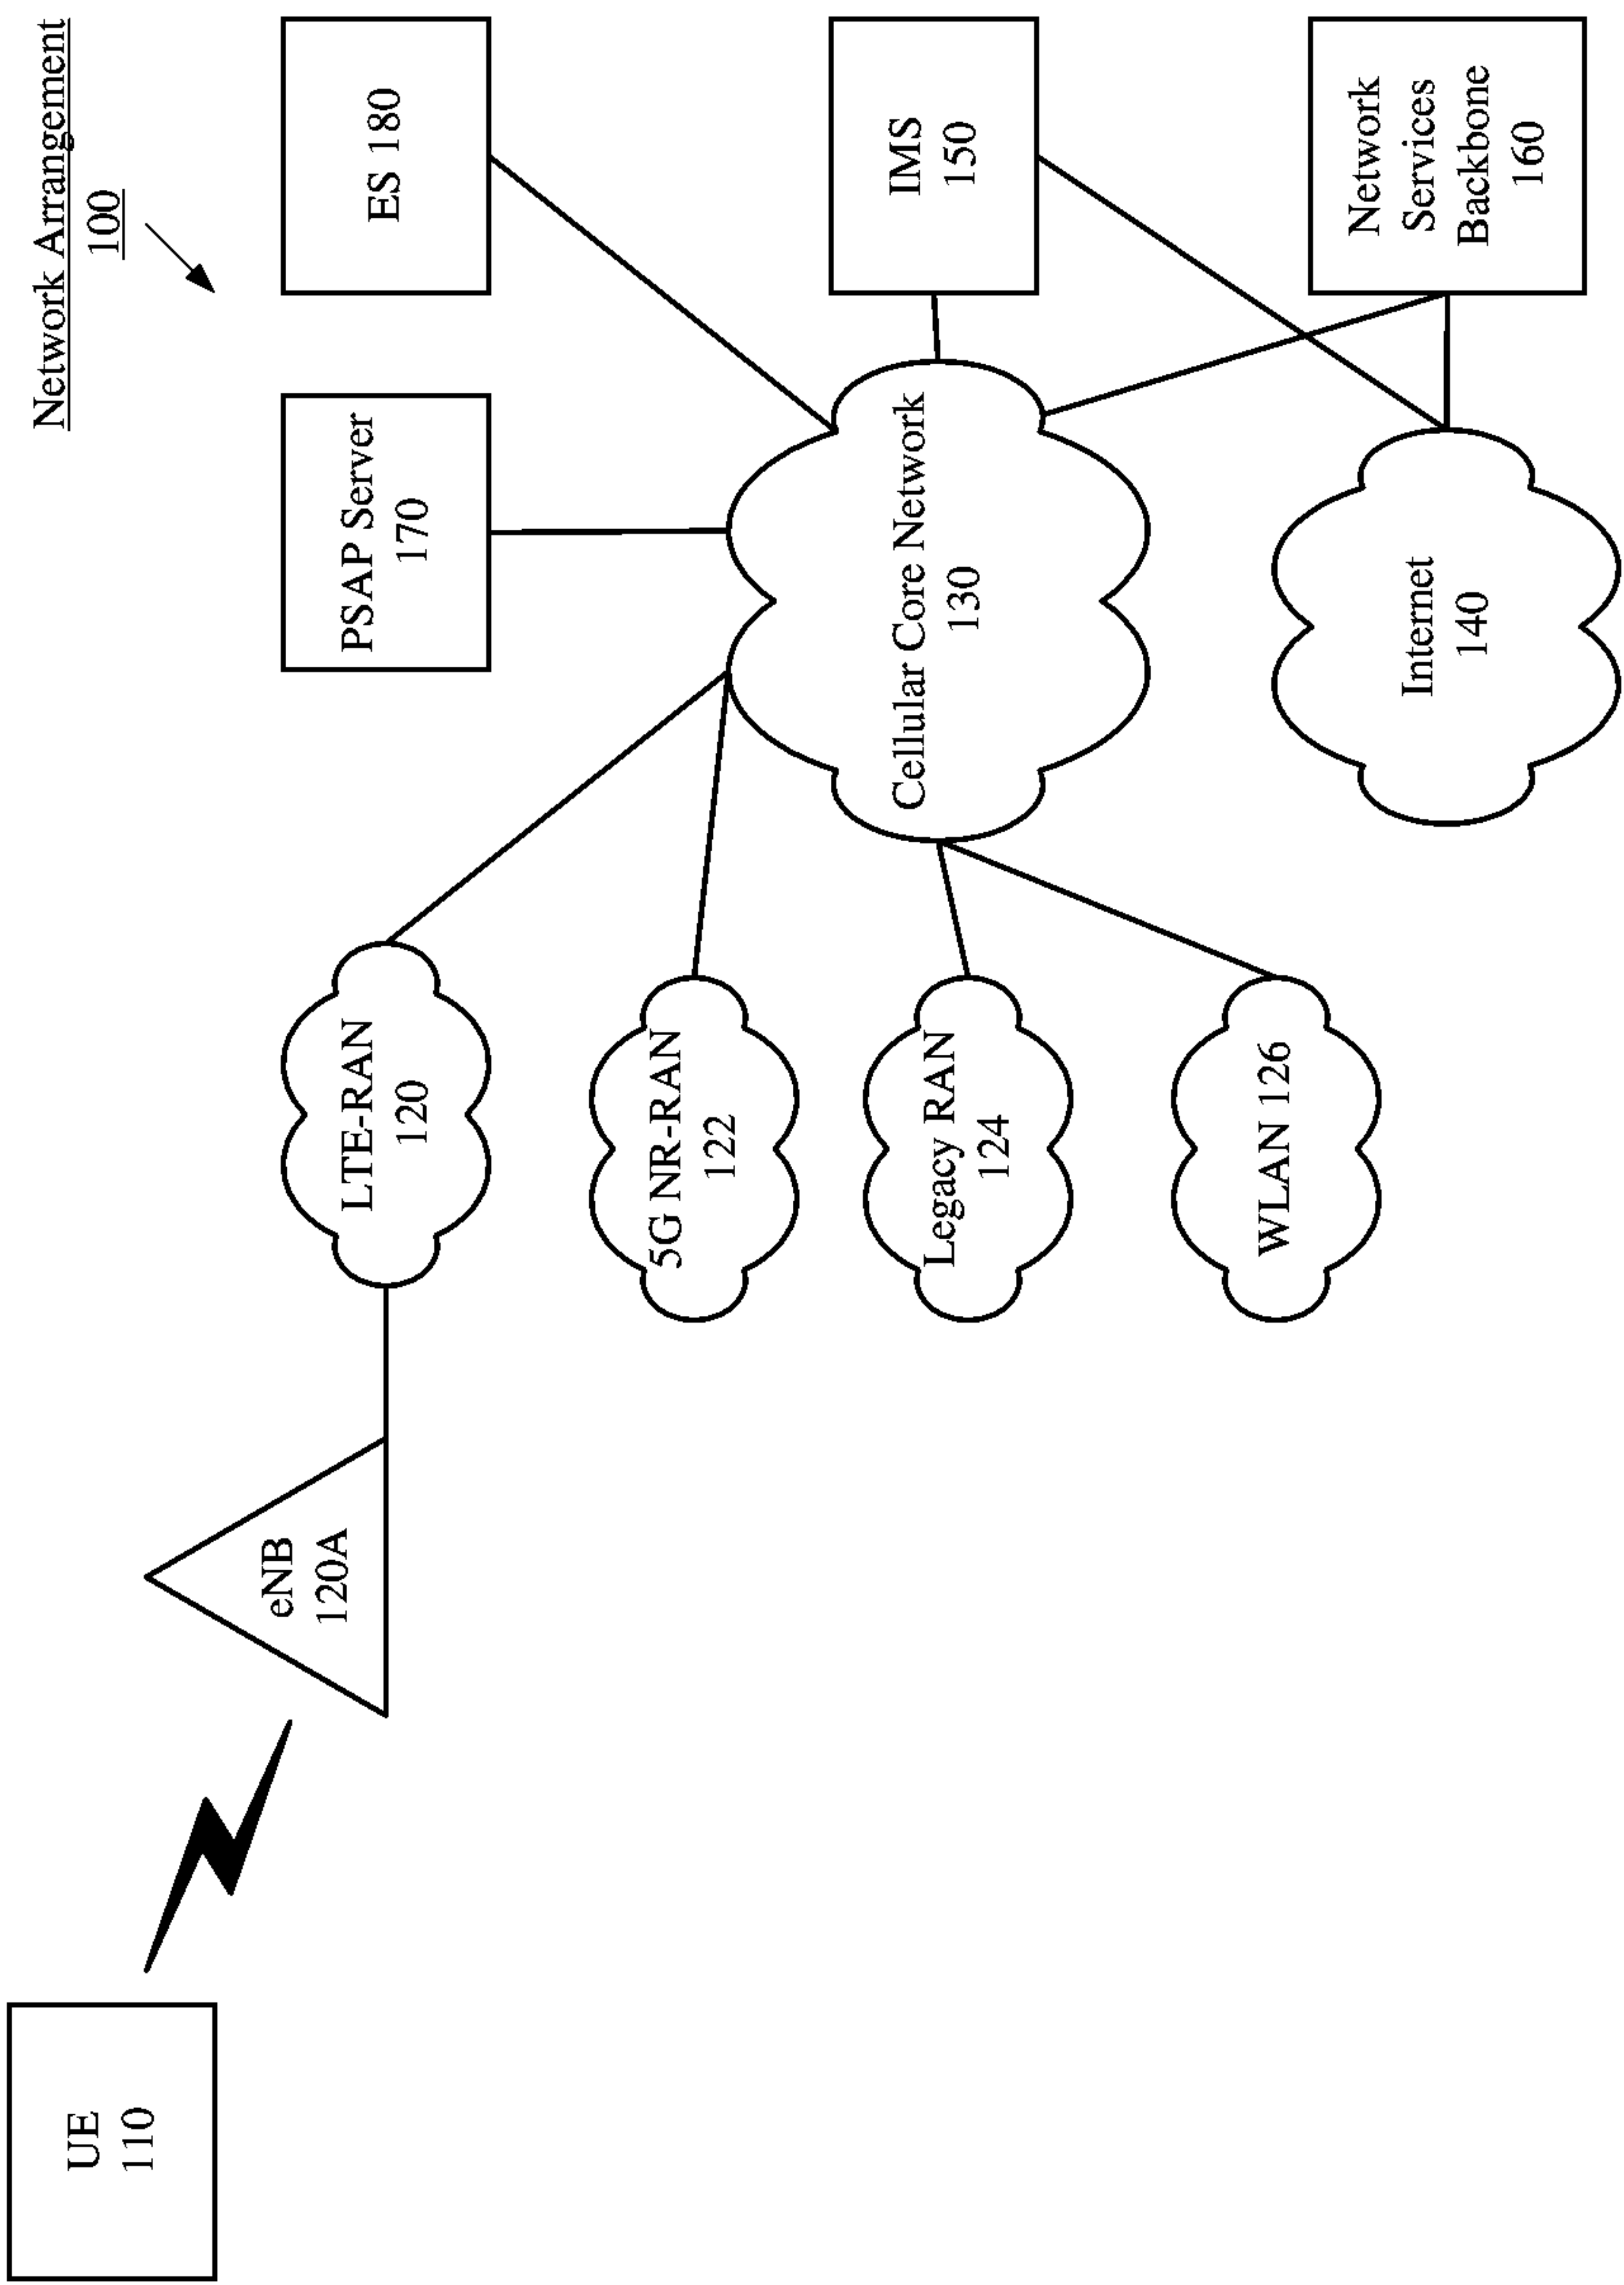 Network Arrangement
100
UE
110
eNB
120A
LTE-RAN
120
5G NR-RAN
122
Legacy RAN
124
WLAN 126
PSAP Server
170
ES 180
Cellular Core Network
130
IMS
150
Internet
140
Network
Services
Backbone
160